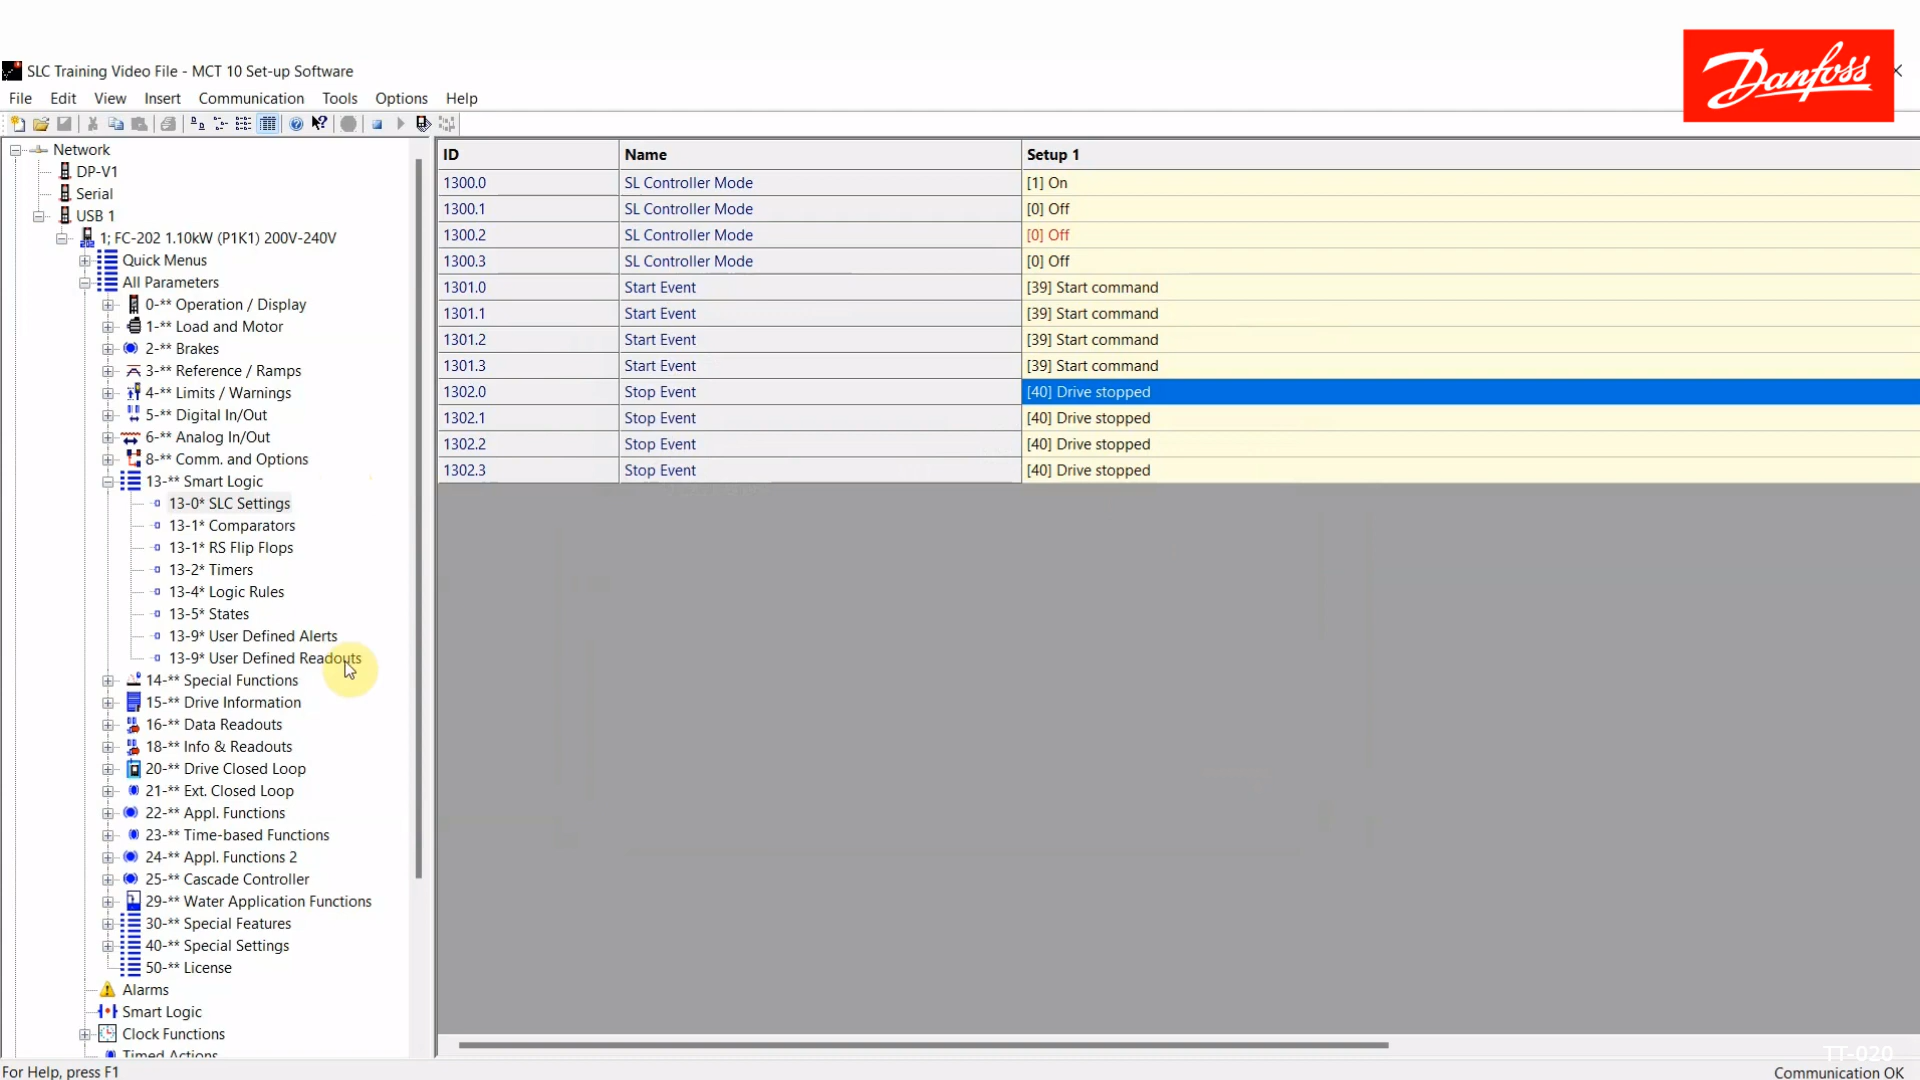 Danfoss
SLC Training Video File - MCT 10 Set-up Software
File Edit View Insert Communication Tools Options Help
Network
DP-V1
Serial
USB 1
1; FC-202 1.10kW (P1K1) 200V-240V
Quick Menus
All Parameters
0-** Operation / Display
1-** Load and Motor
2-** Brakes
3-** Reference / Ramps
4-** Limits / Warnings
5-** Digital In/Out
6-** Analog In/Out
8-** Comm. and Options
13-** Smart Logic
13-0* SLC Settings
13-1* Comparators
13-1* RS Flip Flops
13-2* Timers
13-4* Logic Rules
13-5* States
13-9* User Defined Alerts
13-9* User Defined Readouts
14-** Special Functions
15-** Drive Information
16-** Data Readouts
18-** Info & Readouts
20-** Drive Closed Loop
21-** Ext. Closed Loop
22-** Appl. Functions
23-** Time-based Functions
24-** Appl. Functions 2
25-** Cascade Controller
29-** Water Application Functions
30-** Special Features
40-** Special Settings
50-** License
Alarms
Smart Logic
Clock Functions
Timed Actions
ID Name Setup 1
1300.0 SL Controller Mode [1] On
1300.1 SL Controller Mode [0] Off
1300.2 SL Controller Mode [0] Off
1300.3 SL Controller Mode [0] Off
1301.0 Start Event [39] Start command
1301.1 Start Event [39] Start command
1301.2 Start Event [39] Start command
1301.3 Start Event [39] Start command
1302.0 Stop Event [40] Drive stopped
1302.1 Stop Event [40] Drive stopped
1302.2 Stop Event [40] Drive stopped
1302.3 Stop Event [40] Drive stopped
TT-020
For Help, press F1
Communication OK